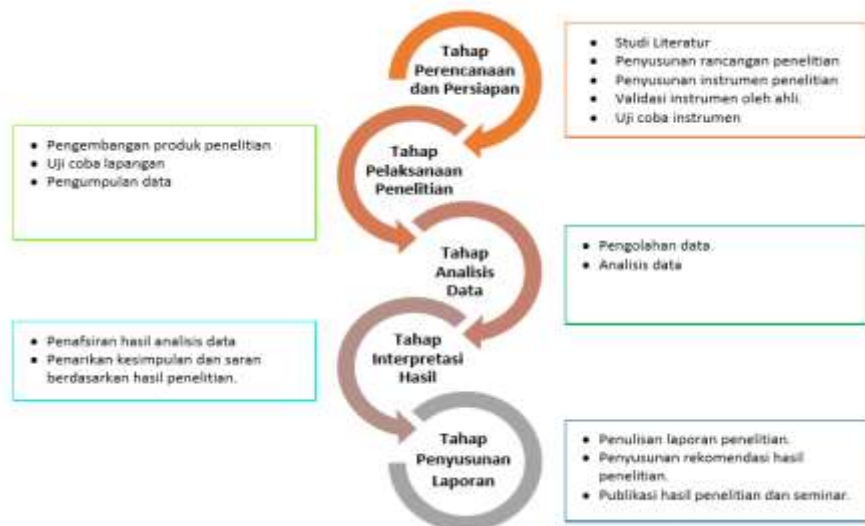 Tahap
Perencanaan
dan Persiapan
● Studi Literatur
● Penyusunan rancangan penelitian
● Penyusunan instrumen penelitian
● Validasi instrumen oleh ahli.
● Uji coba instrumen
Tahap
Pelaksanaan
Penelitian
● Pengembangan produk penelitian
● Uji coba lapangan
● Pengumpulan data
Tahap
Analisis
Data
● Pengolahan data.
● Analisis data
Tahap
Interpretasi
Hasil
● Penafsiran hasil analisis data
● Penarikan kesimpulan dan saran
berdasarkan hasil penelitian.
Tahap
Penyusunan
Laporan
● Penulisan laporan penelitian.
● Penyusunan rekomendasi hasil
penelitian.
● Publikasi hasil penelitian dan seminar.